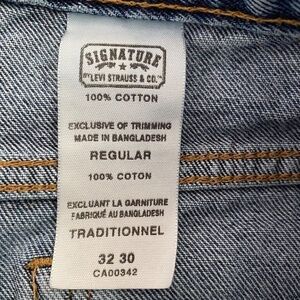 SIGNATURE
BY LEVI STRAUSS & CO.™
100% COTTON
EXCLUSIVE OF TRIMMING
MADE IN BANGLADESH
REGULAR
100% COTON
EXCLUANT LA GARNITURE
FABRIQUÉ AU BANGLADESH
TRADITIONNEL
32 30
CA00342